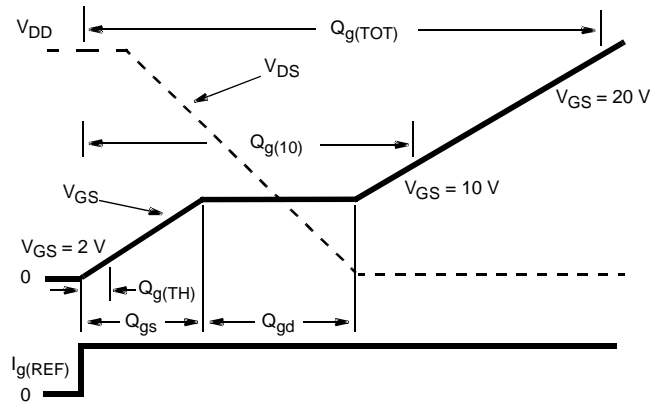 VDD
Qg(TOT)
VDS
VGS = 20 V
Qg(10)
VGS
VGS = 10 V
VGS = 2 V
0
Qg(TH)
Qgs
Qgd
Ig(REF)
0